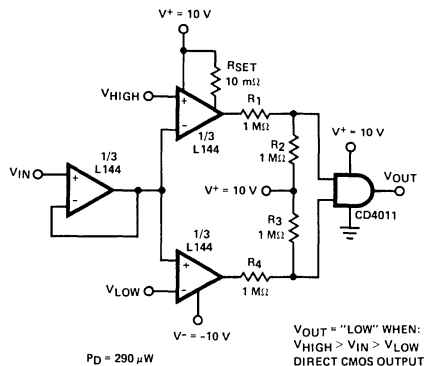 V+ = 10 V
RSET
10 mΩ
VHIGH
+
-
1/3
L144
R1
1 MΩ
R2
1 MΩ
V+ = 10 V
V+ = 10 V
VOUT
CD4011
1/3
L144
VIN
+
-
R3
1 MΩ
1/3
L144
+
-
VLOW
R4
1 MΩ
V- = -10 V
PD = 290 μW
VOUT = "LOW" WHEN:
VHIGH > VIN > VLOW
DIRECT CMOS OUTPUT